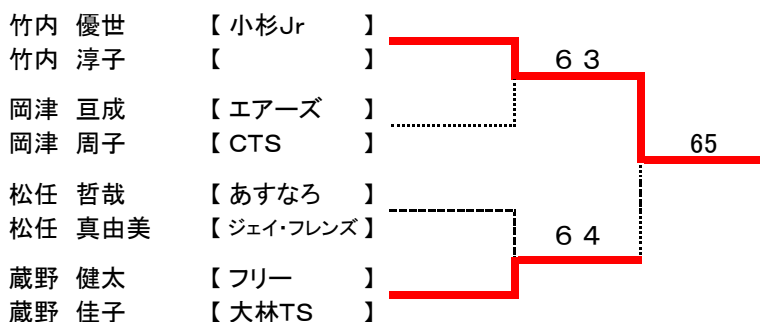 竹内 優世 【 小杉Jr 】
竹内 淳子 【 】
６３
岡津 亘成 【 エアーズ 】
岡津 周子 【 CTS 】
65
松任 哲哉 【 あすなろ 】
松任 真由美 【 ジェイ・フレンズ 】
６４
蔵野 健太 【 フリー 】
蔵野 佳子 【 大林TS 】